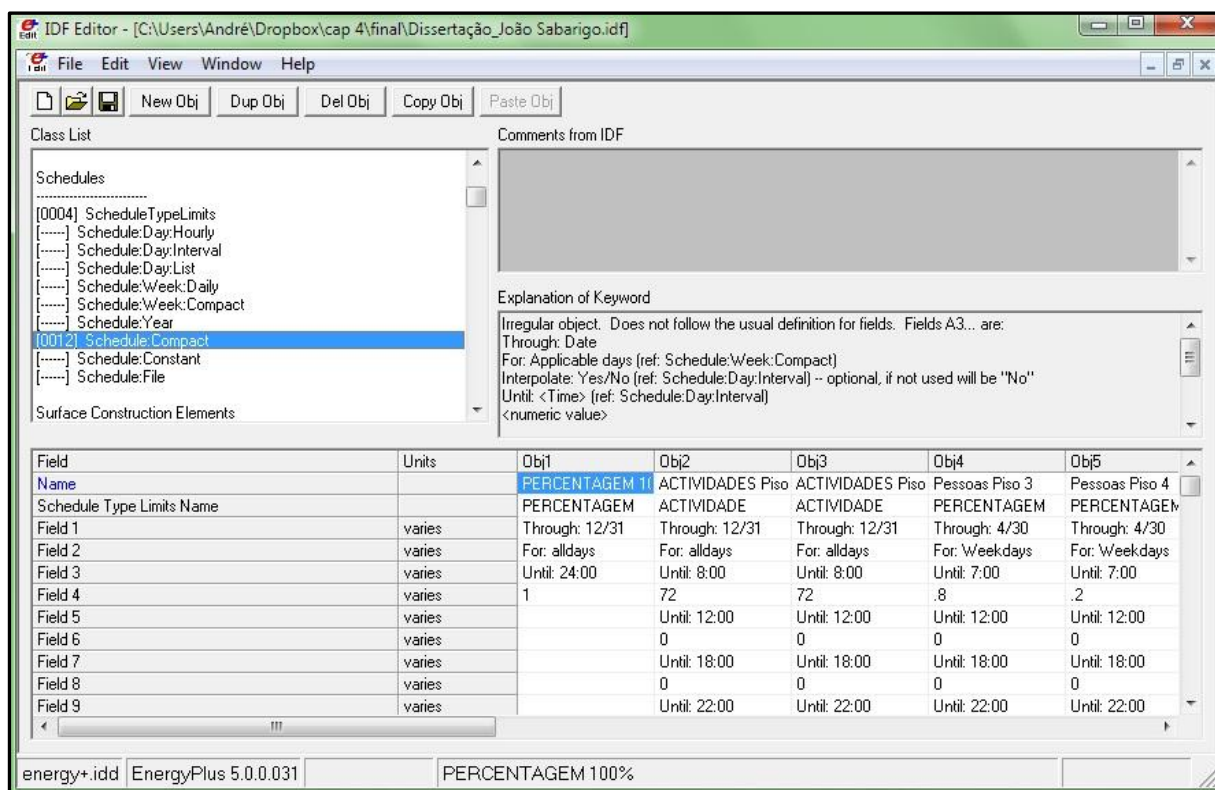 IDF Editor - [C:\Users\André\Dropbox\cap 4\final\Dissertação_João Sabarigo.idf]
File Edit View Window Help
New Obj Dup Obj Del Obj Copy Obj Paste Obj
Class List
Schedules
---------------------------
[0004] ScheduleTypeLimits
[------] Schedule:Day:Hourly
[------] Schedule:Day:Interval
[------] Schedule:Day:List
[------] Schedule:Week:Daily
[------] Schedule:Week:Compact
[------] Schedule:Year
[0012] Schedule:Compact
[------] Schedule:Constant
[------] Schedule:File
Surface Construction Elements
Comments from IDF
Explanation of Keyword
Irregular object. Does not follow the usual definition for fields. Fields A3... are:
Through: Date
For: Applicable days (ref: Schedule:Week:Compact)
Interpolate: Yes/No (ref: Schedule:Day:Interval) -- optional, if not used will be "No"
Until: <Time> (ref: Schedule:Day:Interval)
<numeric value>
Field Units Obj1 Obj2 Obj3 Obj4 Obj5
Name PERCENTAGEM 10 ACTIVIDADES Piso ACTIVIDADES Piso Pessoas Piso 3 Pessoas Piso 4
Schedule Type Limits Name PERCENTAGEM ACTIVIDADE ACTIVIDADE PERCENTAGEM PERCENTAGEM
Field 1 varies Through: 12/31 Through: 12/31 Through: 12/31 Through: 4/30 Through: 4/30
Field 2 varies For: alldays For: alldays For: alldays For: Weekdays For: Weekdays
Field 3 varies Until: 24:00 Until: 8:00 Until: 8:00 Until: 7:00 Until: 7:00
Field 4 varies 1 72 72 .8 .2
Field 5 varies Until: 12:00 Until: 12:00 Until: 12:00 Until: 12:00
Field 6 varies 0 0 0 0
Field 7 varies Until: 18:00 Until: 18:00 Until: 18:00 Until: 18:00
Field 8 varies 0 0 0 0
Field 9 varies Until: 22:00 Until: 22:00 Until: 22:00 Until: 22:00
energy+.idd EnergyPlus 5.0.0.031 PERCENTAGEM 100%